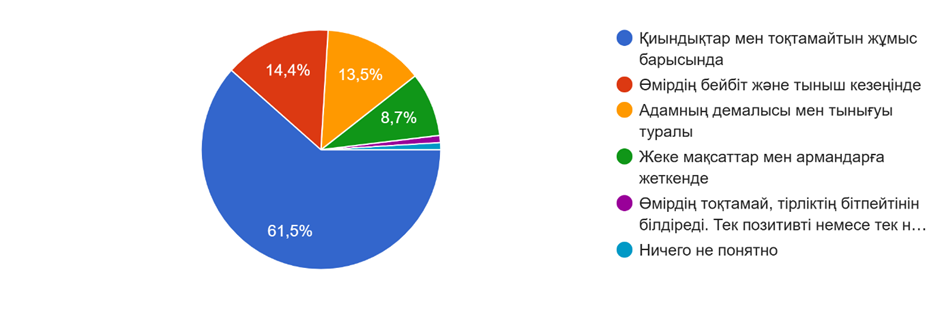 14,4%
13,5%
8,7%
61,5%
Қиындықтар мен тоқтамайтын жұмыс
барысында
Өмірдің бейбіт және тыныш кезеңінде
Адамның демалысы мен тынығуы
туралы
Жеке мақсаттар мен армандарға
жеткенде
Өмірдің тоқтамай, тірліктің бітпейтінін
білдіреді. Тек позитивті немесе тек н…
Ничего не понятно